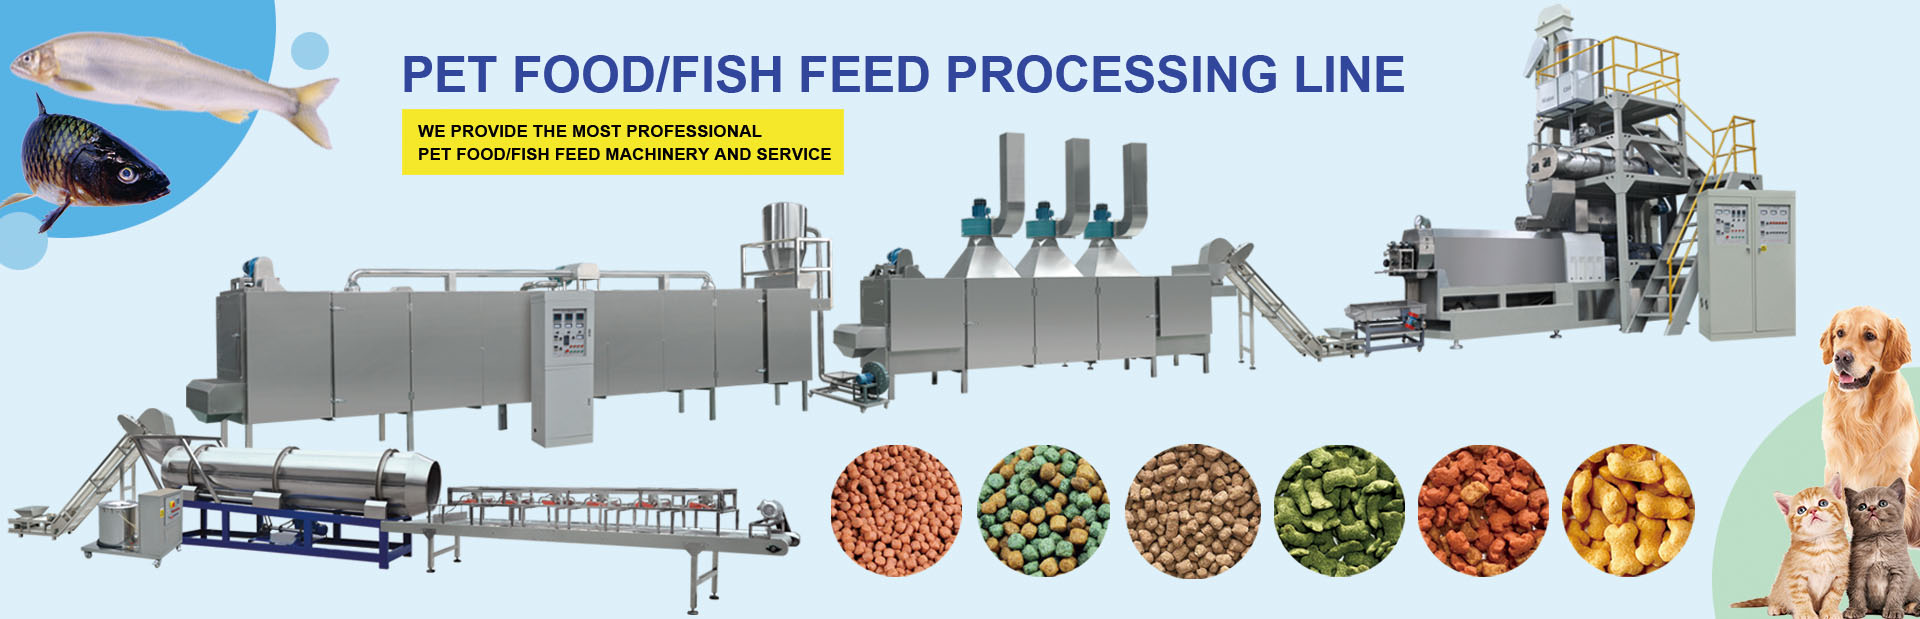 PET FOOD/FISH FEED PROCESSING LINE
WE PROVIDE THE MOST PROFESSIONAL
PET FOOD/FISH FEED MACHINERY AND SERVICE